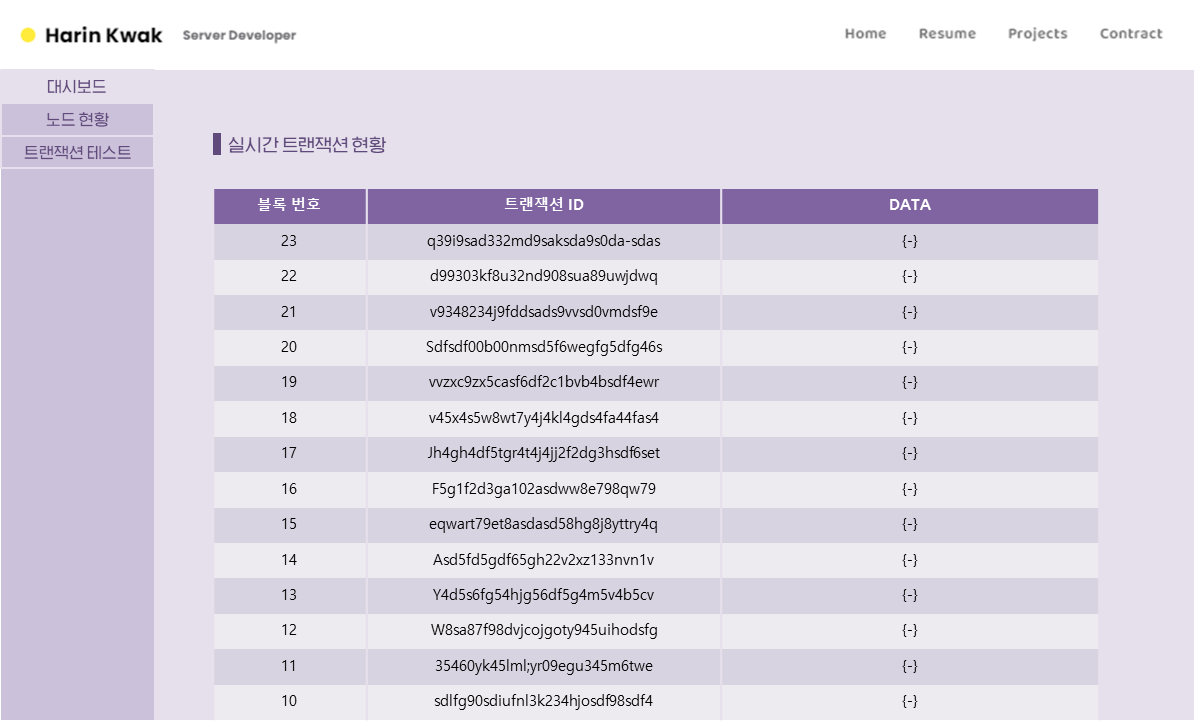 Harin Kwak Server Developer Home Resume Projects Contract
대시보드
노드 현황
트랜잭션 테스트
실시간 트랜잭션 현황
블록 번호 트랜잭션 ID DATA
23 q39i9sad332md9saksda9s0da-sdas {-}
22 d99303kf8u32nd908sua89uwjdwq {-}
21 v9348234j9fddsads9vvsd0vmdsf9e {-}
20 Sdfsdf00b00nmsd5f6wegfg5dfg46s {-}
19 vvzxc9zx5casf6df2c1bvb4bsdf4ewr {-}
18 v45x4s5w8wt7y4j4kl4gds4fa44fas4 {-}
17 Jh4gh4df5tgr4t4j4jj2f2dg3hsdf6set {-}
16 F5g1f2d3ga102asdww8e798qw79 {-}
15 eqwart79et8asdasd58hg8j8yttry4q {-}
14 Asd5fd5gdf65gh22v2xz133nvn1v {-}
13 Y4d5s6fg54hjg56df5g4m5v4b5cv {-}
12 W8sa87f98dvjcojgoty945uihodsfg {-}
11 35460yk45lml;yr09egu345m6twe {-}
10 sdlfg90sdiufnl3k234hjosdf98sdf4 {-}